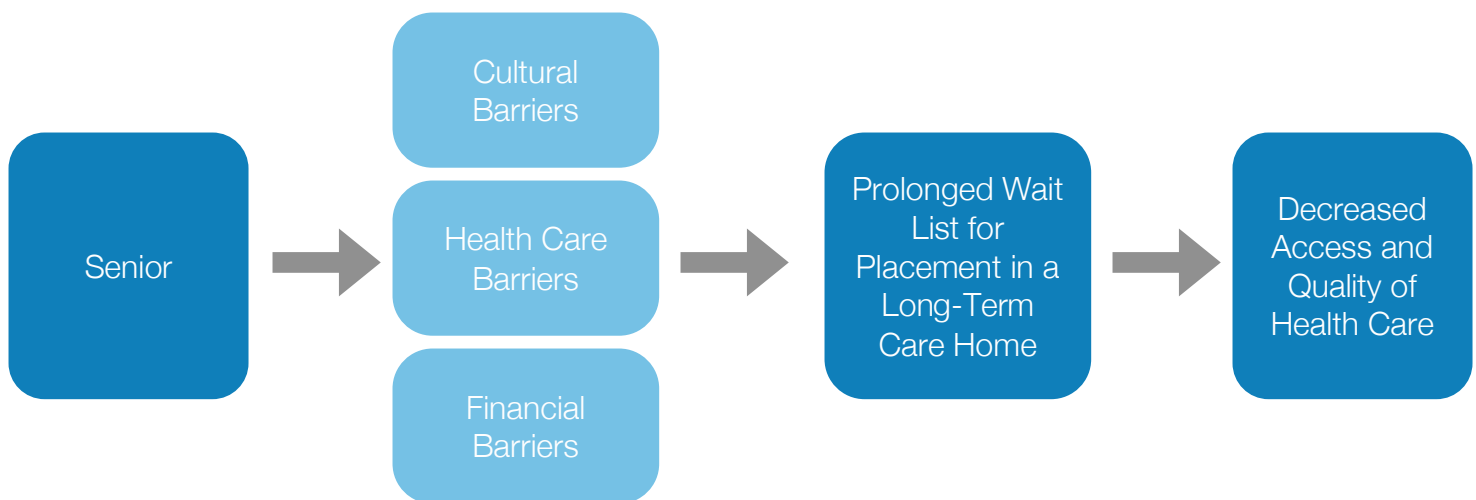 Senior
Cultural
Barriers
Health Care
Barriers
Financial
Barriers
Prolonged Wait
List for
Placement in a
Long-Term
Care Home
Decreased
Access and
Quality of
Health Care